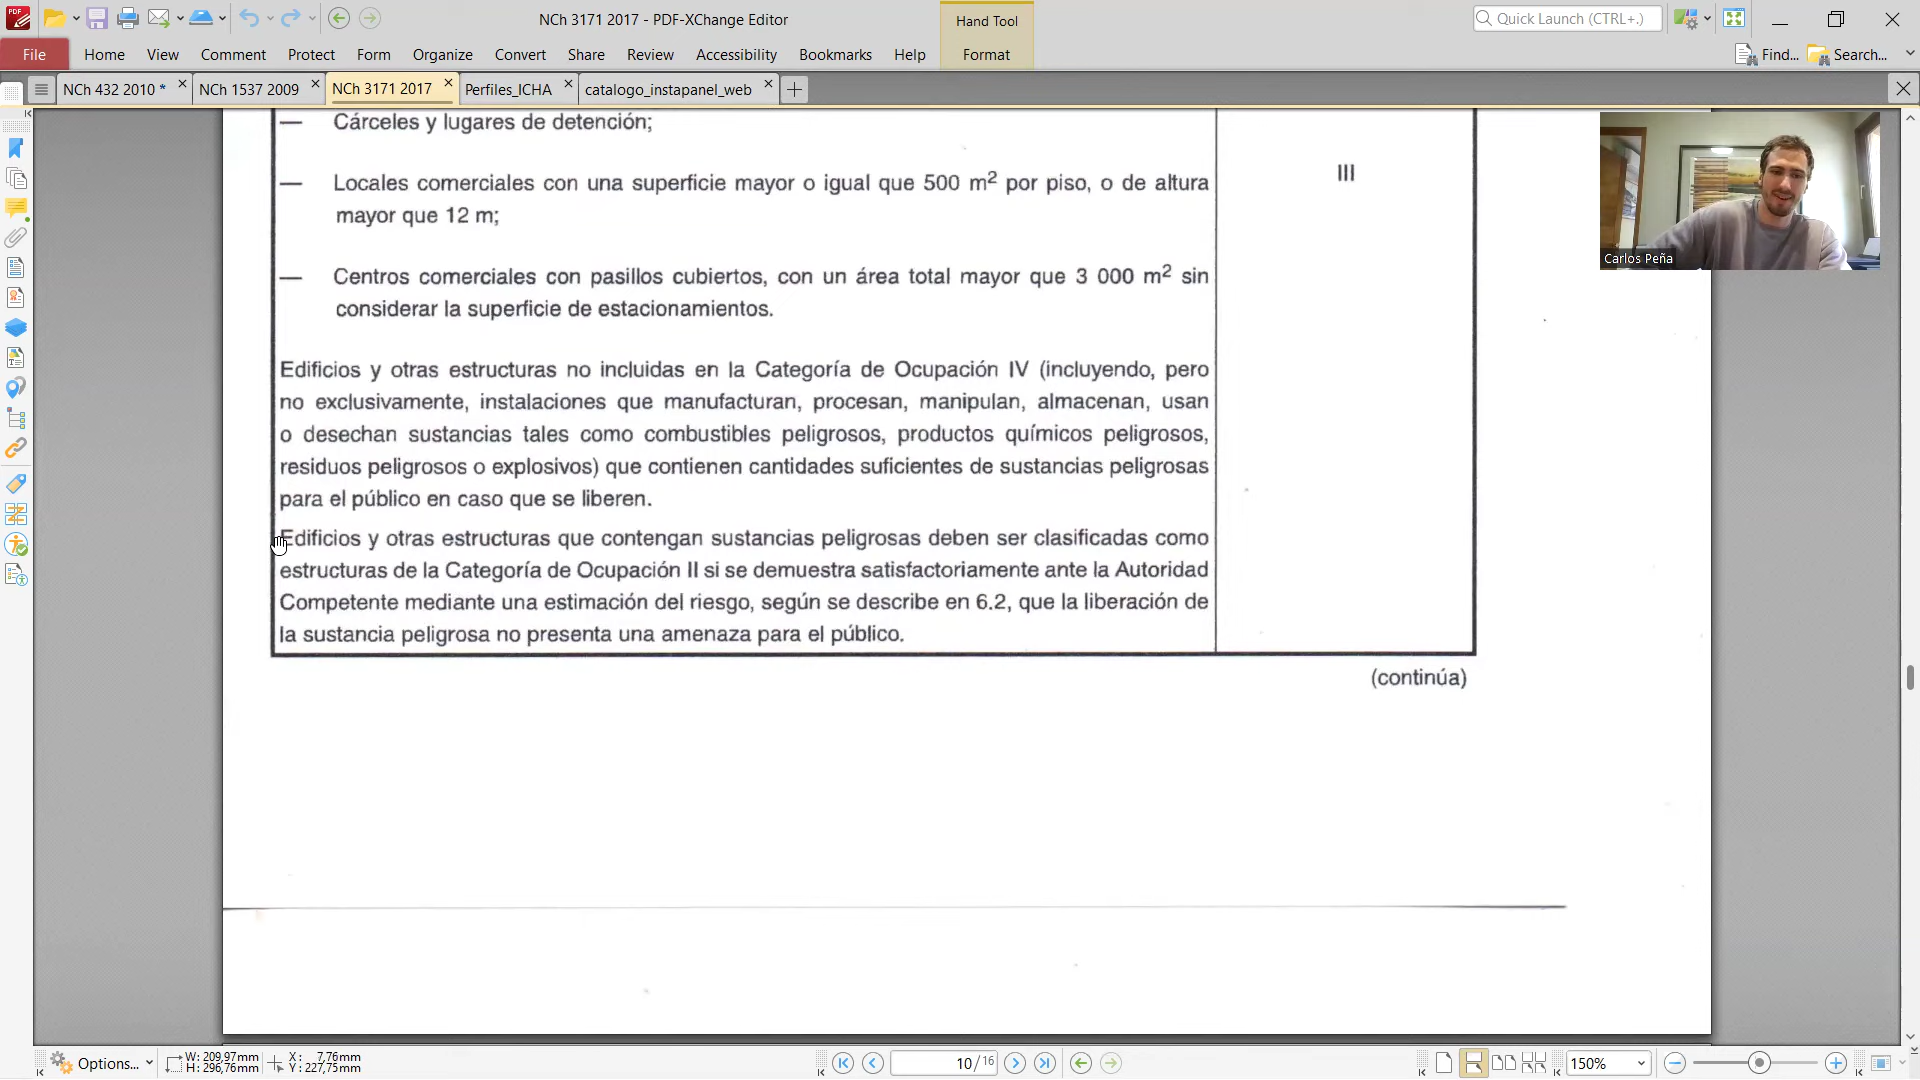 NCh 3171 2017 - PDF-XChange Editor
Hand Tool
Quick Launch (CTRL+.)
File
Home
View
Comment
Protect
Form
Organize
Convert
Share
Review
Accessibility
Bookmarks
Help
Format
Find...
Search...
NCh 432 2010 *
NCh 1537 2009
NCh 3171 2017
Perfiles_ICHA
catalogo_instapanel_web
— Cárceles y lugares de detención;
III
— Locales comerciales con una superficie mayor o igual que 500 m² por piso, o de altura
mayor que 12 m;
— Centros comerciales con pasillos cubiertos, con un área total mayor que 3 000 m² sin
considerar la superficie de estacionamientos.
Edificios y otras estructuras no incluidas en la Categoría de Ocupación IV (incluyendo, pero
no exclusivamente, instalaciones que manufacturan, procesan, manipulan, almacenan, usan
o desechan sustancias tales como combustibles peligrosos, productos químicos peligrosos,
residuos peligrosos o explosivos) que contienen cantidades suficientes de sustancias peligrosas
para el público en caso que se liberen.
Edificios y otras estructuras que contengan sustancias peligrosas deben ser clasificadas como
estructuras de la Categoría de Ocupación II si se demuestra satisfactoriamente ante la Autoridad
Competente mediante una estimación del riesgo, según se describe en 6.2, que la liberación de
la sustancia peligrosa no presenta una amenaza para el público.
(continúa)
Carlos Peña
Options...
W: 209,97mm
H: 296,76mm
X: 7,76mm
Y: 227,75mm
10 / 16
150%